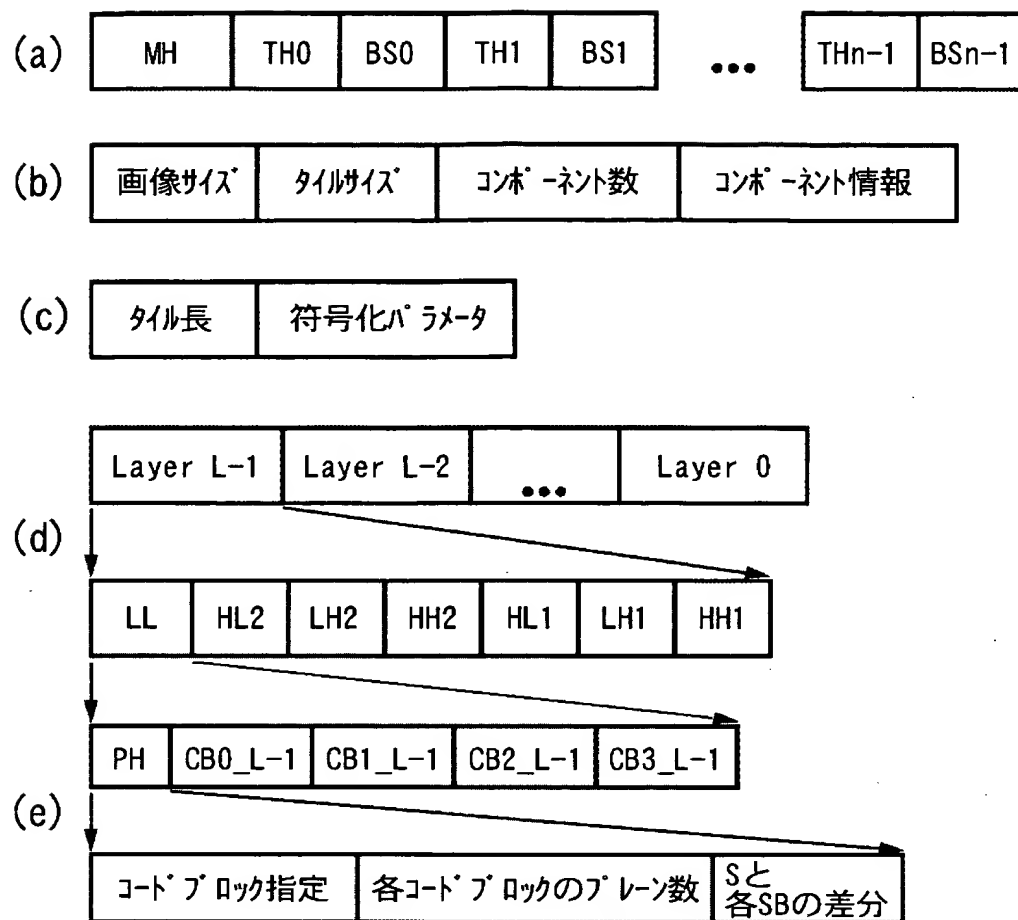 (a) MH TH0 BS0 TH1 BS1 ••• THn-1 BSn-1
(b) 画像ｻｲｽﾞ ﾀｲﾙｻｲｽﾞ ｺﾝﾎﾟｰﾈﾝﾄ数 ｺﾝﾎﾟｰﾈﾝﾄ情報
(c) ﾀｲﾙ長 符号化ﾊﾟﾗﾒｰﾀ
Layer L-1 Layer L-2 ••• Layer 0
(d)
LL HL2 LH2 HH2 HL1 LH1 HH1
PH CB0_L-1 CB1_L-1 CB2_L-1 CB3_L-1
(e)
ｺｰﾄﾞﾌﾞﾛｯｸ指定 各ｺｰﾄﾞﾌﾞﾛｯｸのﾌﾟﾚｰﾝ数 Sと
各SBの差分